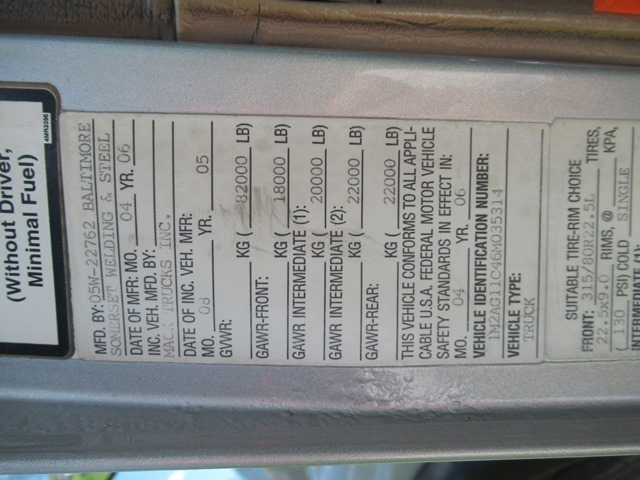 (Without Driver,
Minimal Fuel)
4MR3396
MFD. BY: 05W-22762 BALTIMORE
SOMERSET WELDING & STEEL
DATE OF MFR: MO. 04 YR. 06
INC. VEH. MFD. BY:
MACK TRUCKS INC.
DATE OF INC. VEH. MFR:
MO. 08 YR. 05
GVWR: KG ( 82000 LB)
GAWR-FRONT: KG ( 18000 LB)
GAWR INTERMEDIATE (1):
KG ( 20000 LB)
GAWR INTERMEDIATE (2):
KG ( 22000 LB)
GAWR-REAR: KG ( 22000 LB)
THIS VEHICLE CONFORMS TO ALL APPLI-
CABLE U.S.A. FEDERAL MOTOR VEHICLE
SAFETY STANDARDS IN EFFECT IN:
MO. 04 YR. 06
VEHICLE IDENTIFICATION NUMBER:
1M2AG11C46M035314
VEHICLE TYPE:
TRUCK
SUITABLE TIRE-RIM CHOICE
FRONT: 315/80R22.5L TIRES,
22.5X9.0 RIMS, @ KPA,
( 130 PSI) COLD SINGLE
INTERMEDIATE (1):